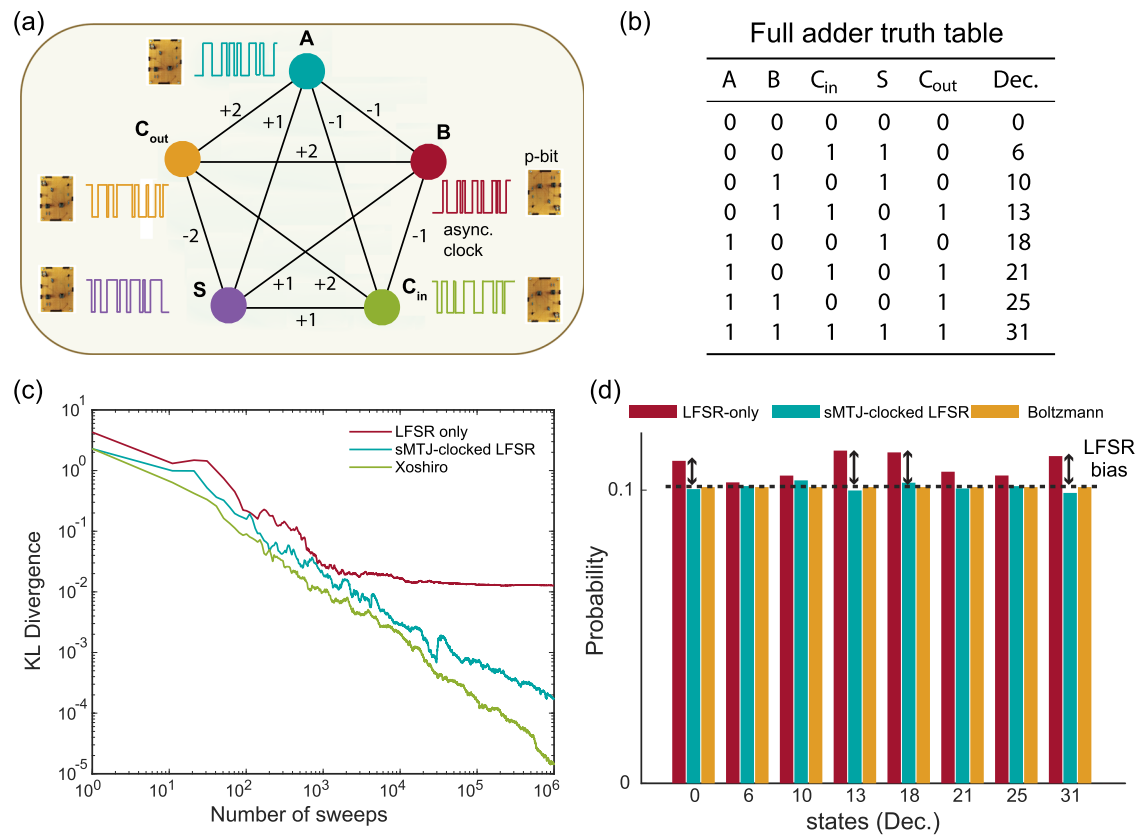 (a)
A
+2
+1
-1
-1
C_out
B
+2
p-bit
-2
-1
async.
clock
+1
+2
S
C_in
+1
(b)
Full adder truth table
A B C_in S C_out Dec.
0 0 0 0 0 0
0 0 1 1 0 6
0 1 0 1 0 10
0 1 1 0 1 13
1 0 0 1 0 18
1 0 1 0 1 21
1 1 0 0 1 25
1 1 1 1 1 31
(c)
KL Divergence
10^1
10^0
10^-1
10^-2
10^-3
10^-4
10^-5
LFSR only
sMTJ-clocked LFSR
Xoshiro
10^0 10^1 10^2 10^3 10^4 10^5 10^6
Number of sweeps
(d)
LFSR-only sMTJ-clocked LFSR Boltzmann
LFSR
bias
Probability
0.1
0
0 6 10 13 18 21 25 31
states (Dec.)